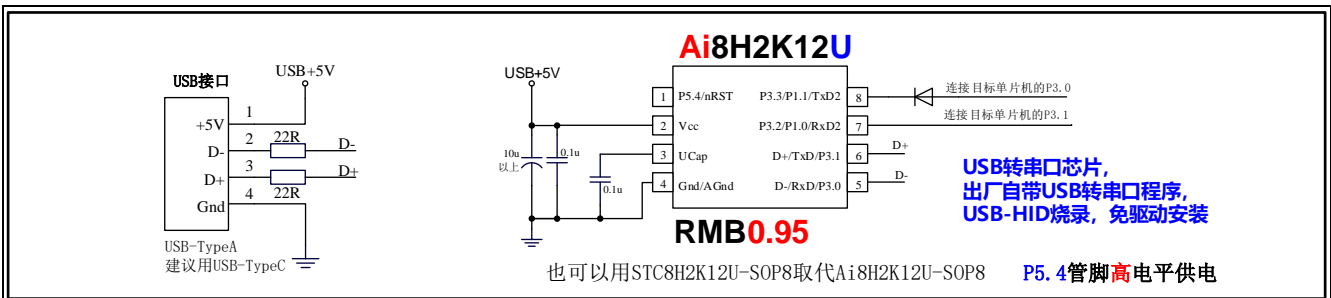 USB接口
USB+5V
1
+5V
2
22R
D-
D-
3
D+
D+
4
22R
Gnd
USB-TypeA
建议用USB-TypeC
Ai8H2K12U
USB+5V
1
P5.4/nRST
P3.3/P1.1/TxD2
8
连接目标单片机的P3.0
2
Vcc
P3.2/P1.0/RxD2
7
连接目标单片机的P3.1
3
UCap
D+/TxD/P3.1
6
D+
4
Gnd/AGnd
D-/RxD/P3.0
5
D-
10u
以上
0.1u
0.1u
RMB0.95
USB转串口芯片，
出厂自带USB转串口程序，
USB-HID烧录，免驱动安装
也可以用STC8H2K12U-SOP8取代Ai8H2K12U-SOP8
P5.4管脚高电平供电